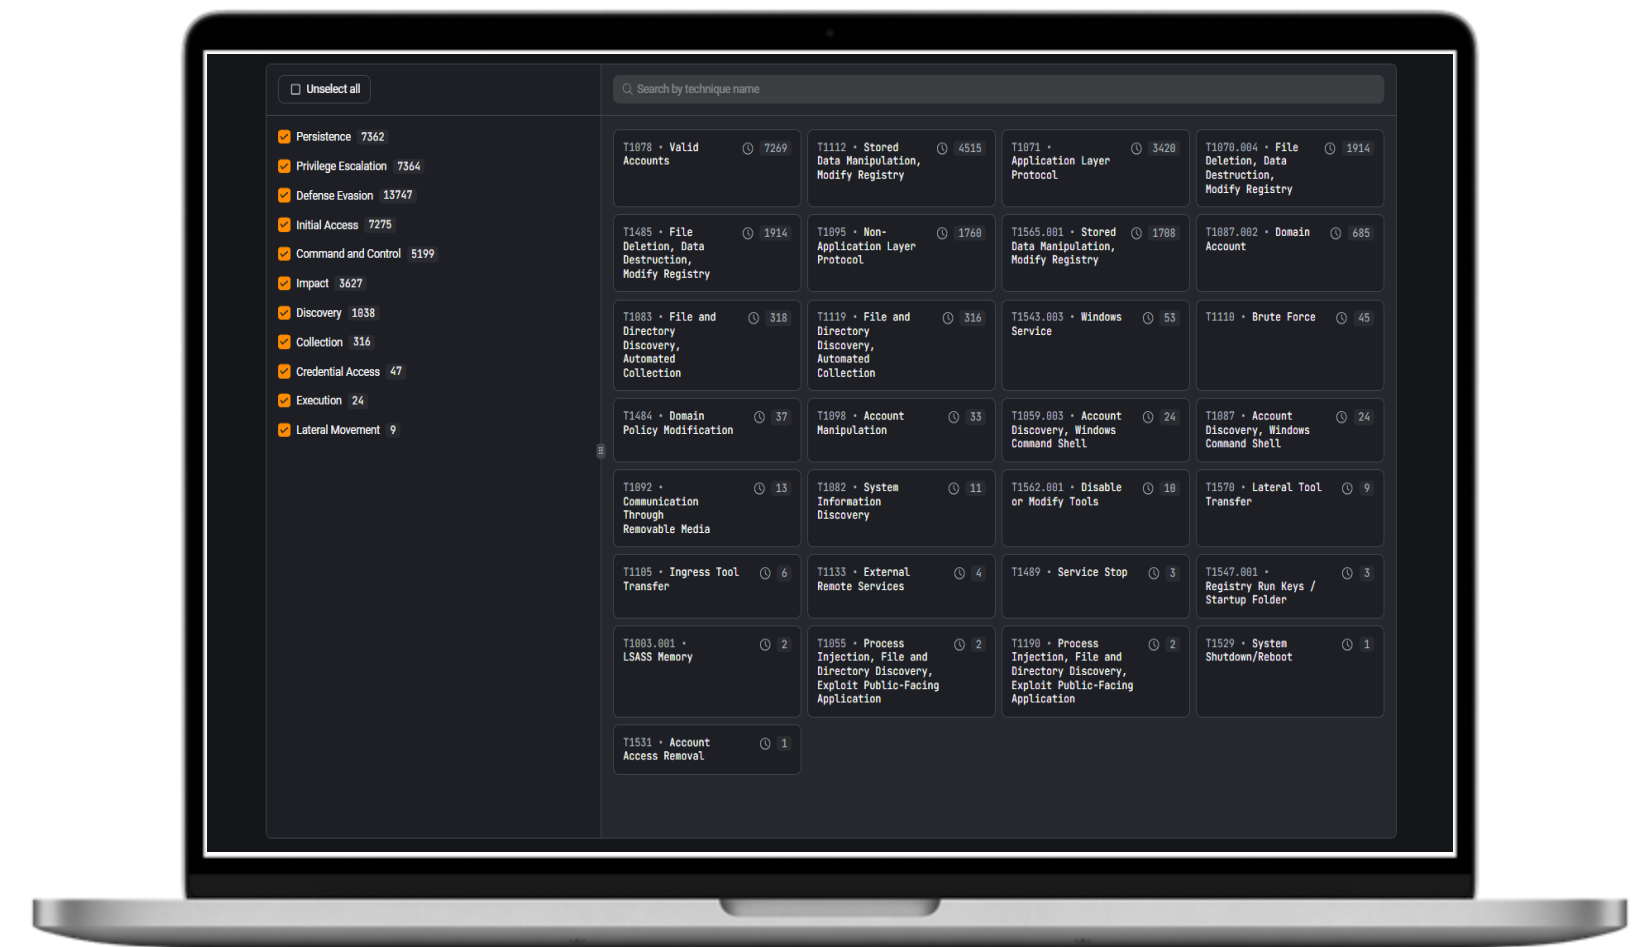 Unselect all
Search by technique name
Persistence 7362
Privilege Escalation 7364
Defense Evasion 13747
Initial Access 7275
Command and Control 5199
Impact 3627
Discovery 1038
Collection 316
Credential Access 47
Execution 24
Lateral Movement 9
T1078 • Valid 7269
Accounts
T1112 • Stored 4515
Data Manipulation,
Modify Registry
T1071 • 3420
Application Layer
Protocol
T1070.004 • File 1914
Deletion, Data
Destruction,
Modify Registry
T1485 • File 1914
Deletion, Data
Destruction,
Modify Registry
T1095 • Non- 1760
Application Layer
Protocol
T1565.001 • Stored 1708
Data Manipulation,
Modify Registry
T1087.002 • Domain 685
Account
T1083 • File and 318
Directory
Discovery,
Automated
Collection
T1119 • File and 316
Directory
Discovery,
Automated
Collection
T1543.003 • Windows 53
Service
T1110 • Brute Force 45
T1484 • Domain 37
Policy Modification
T1098 • Account 33
Manipulation
T1059.003 • Account 24
Discovery, Windows
Command Shell
T1087 • Account 24
Discovery, Windows
Command Shell
T1092 • 13
Communication
Through
Removable Media
T1082 • System 11
Information
Discovery
T1562.001 • Disable 10
or Modify Tools
T1570 • Lateral Tool 9
Transfer
T1105 • Ingress Tool 6
Transfer
T1133 • External 4
Remote Services
T1489 • Service Stop 3
T1547.001 • 3
Registry Run Keys /
Startup Folder
T1003.001 • 2
LSASS Memory
T1055 • Process 2
Injection, File and
Directory Discovery,
Exploit Public-Facing
Application
T1190 • Process 2
Injection, File and
Directory Discovery,
Exploit Public-Facing
Application
T1529 • System 1
Shutdown/Reboot
T1531 • Account 1
Access Removal